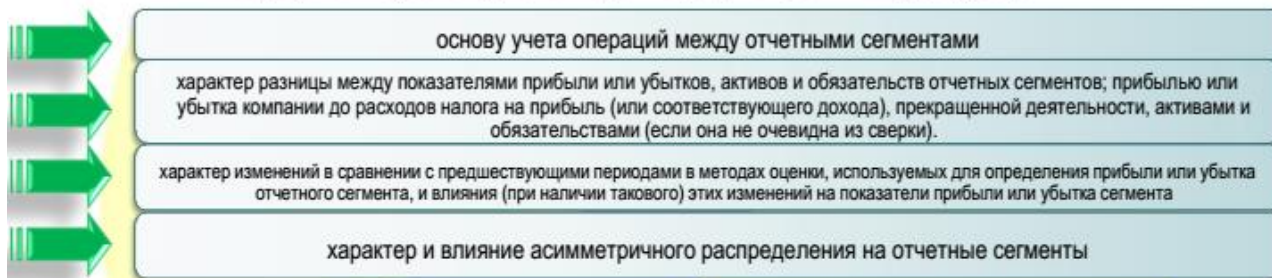 основу учета операций между отчетными сегментами
характер разницы между показателями прибыли или убытков, активов и обязательств отчетных сегментов; прибылью или
убытка компании до расходов налога на прибыль (или соответствующего дохода), прекращенной деятельности, активами и
обязательствами (если она не очевидна из сверки).
характер изменений в сравнении с предшествующими периодами в методах оценки, используемых для определения прибыли или убытка
отчетного сегмента, и влияния (при наличии такового) этих изменений на показатели прибыли или убытка сегмента
характер и влияние асимметричного распределения на отчетные сегменты